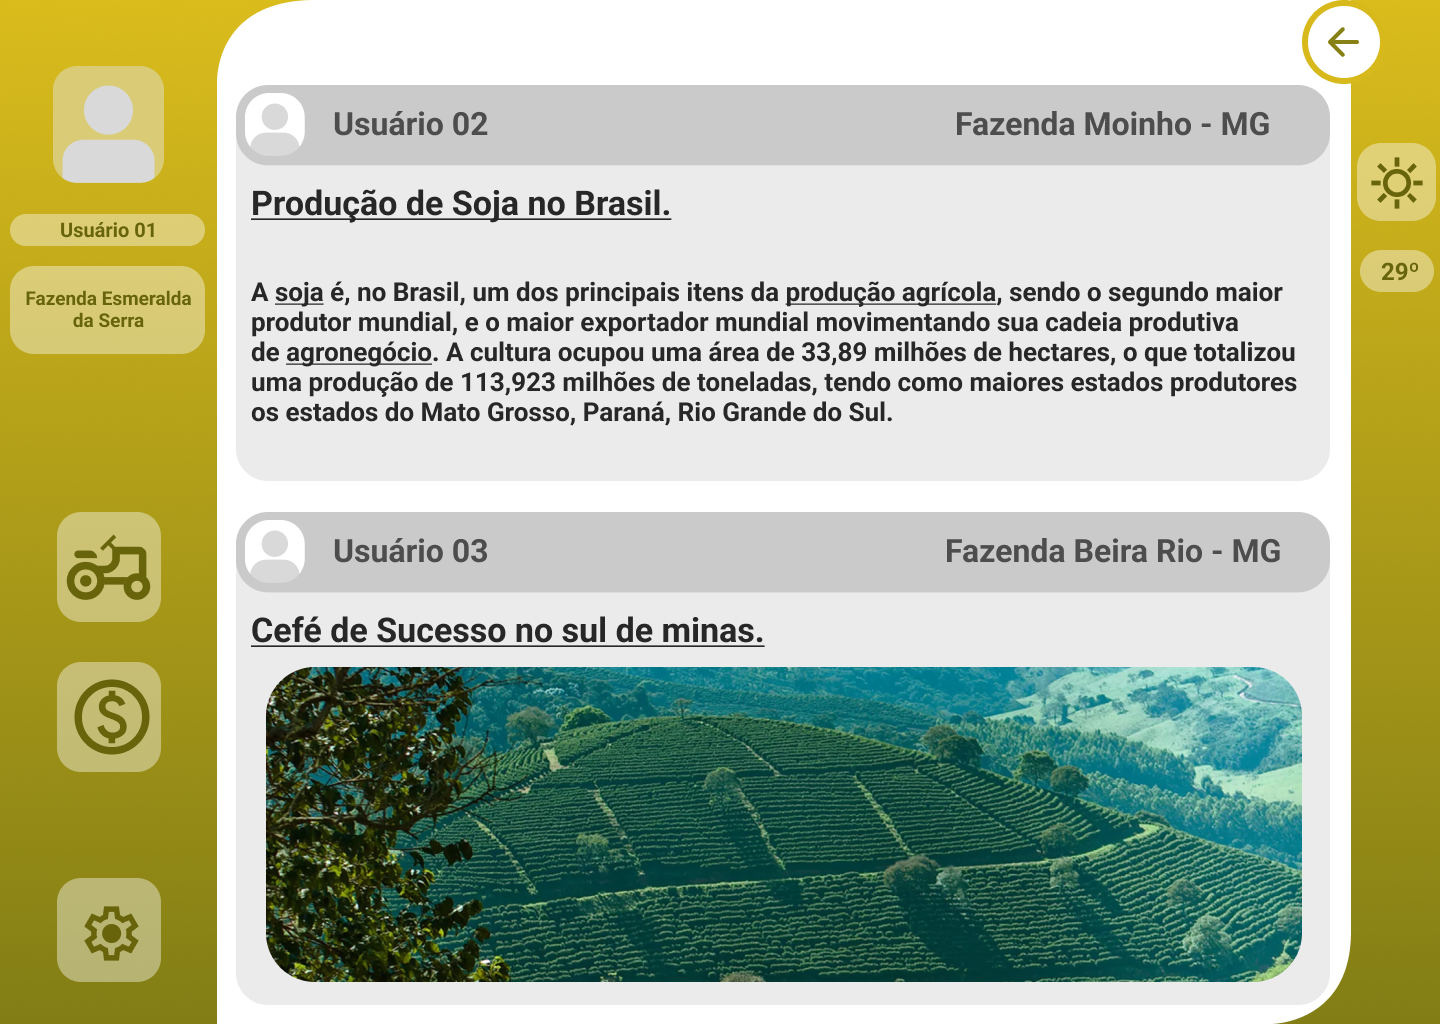 Usuário 01
Fazenda Esmeralda
da Serra
Usuário 02
Fazenda Moinho - MG
Produção de Soja no Brasil.
A soja é, no Brasil, um dos principais itens da produção agrícola, sendo o segundo maior
produtor mundial, e o maior exportador mundial movimentando sua cadeia produtiva
de agronegócio. A cultura ocupou uma área de 33,89 milhões de hectares, o que totalizou
uma produção de 113,923 milhões de toneladas, tendo como maiores estados produtores
os estados do Mato Grosso, Paraná, Rio Grande do Sul.
Usuário 03
Fazenda Beira Rio - MG
Cefé de Sucesso no sul de minas.
29º